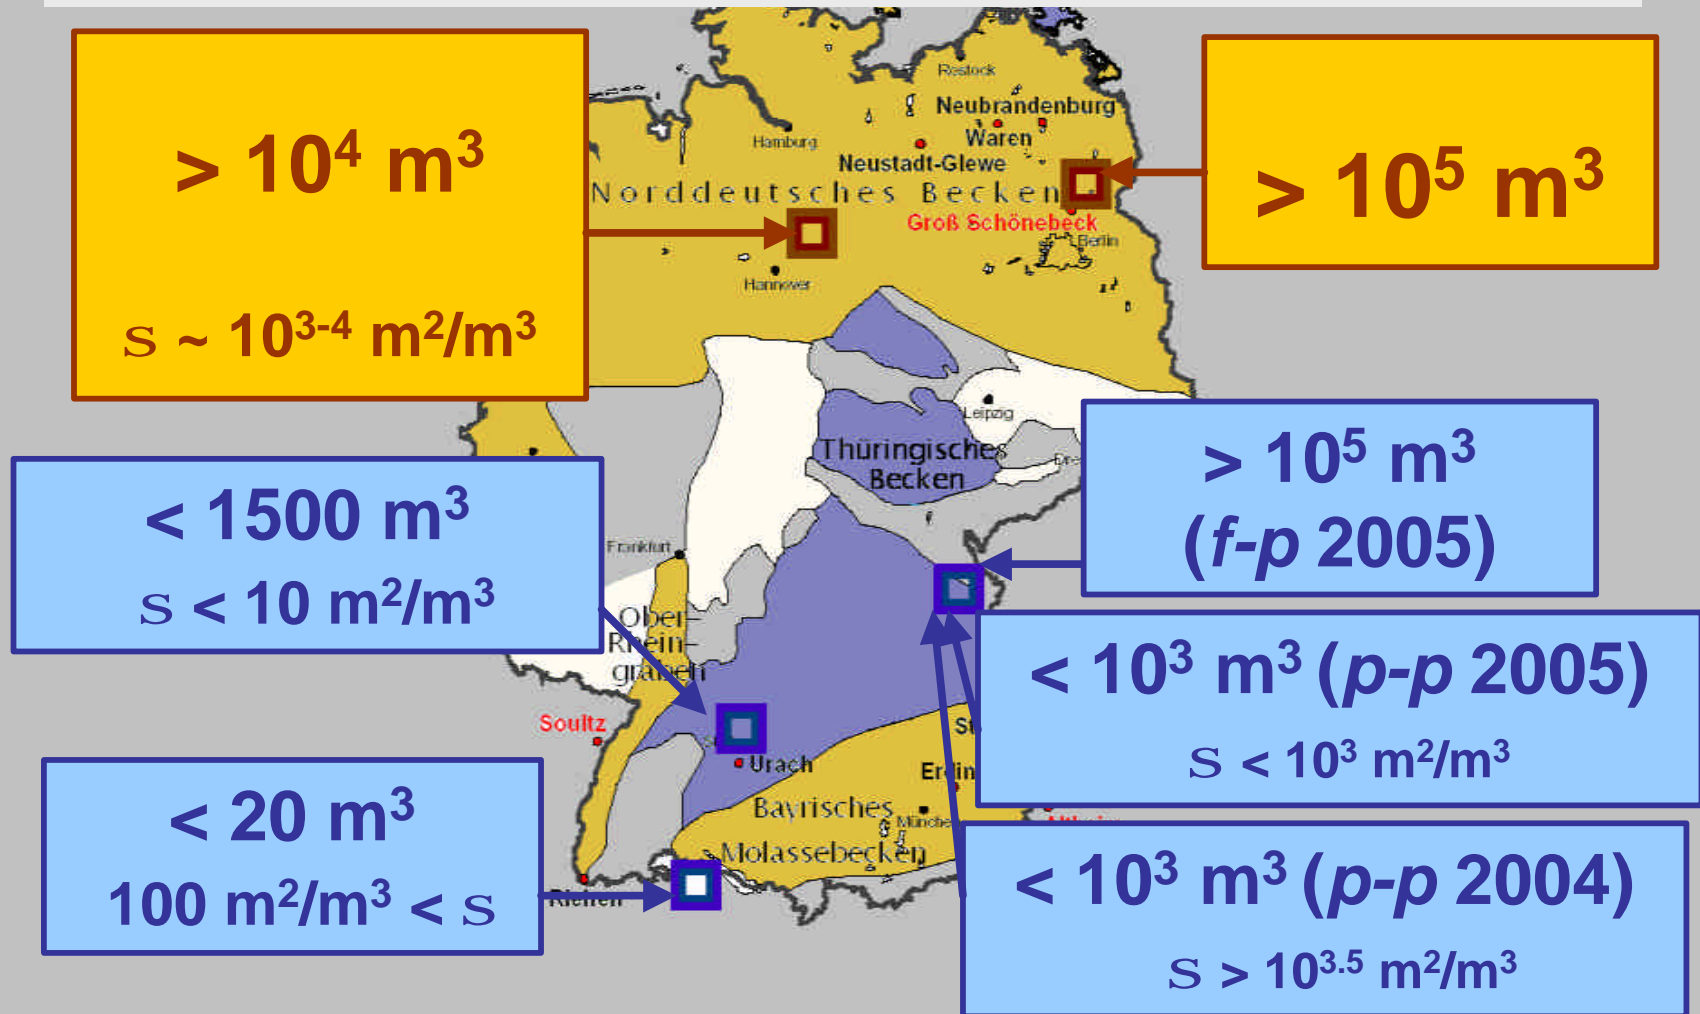 > 10⁴ m³
s ~ 10³⁻⁴ m²/m³
> 10⁵ m³
Rostock
Neubrandenburg
Waren
Hamburg
Neustadt-Glewe
Norddeutsches Becken
Groß Schönebeck
Berlin
Hannover
Leipzig
Thüringisches
Becken
> 10⁵ m³
(f-p 2005)
< 1500 m³
s < 10 m²/m³
Frankfurt
Ober-
Rhein-
graben
< 10³ m³ (p-p 2005)
s < 10³ m²/m³
Soultz
Urach
Bayrisches
Molassebecken
< 20 m³
100 m²/m³ < s
Riehen
< 10³ m³ (p-p 2004)
s > 10³·⁵ m²/m³